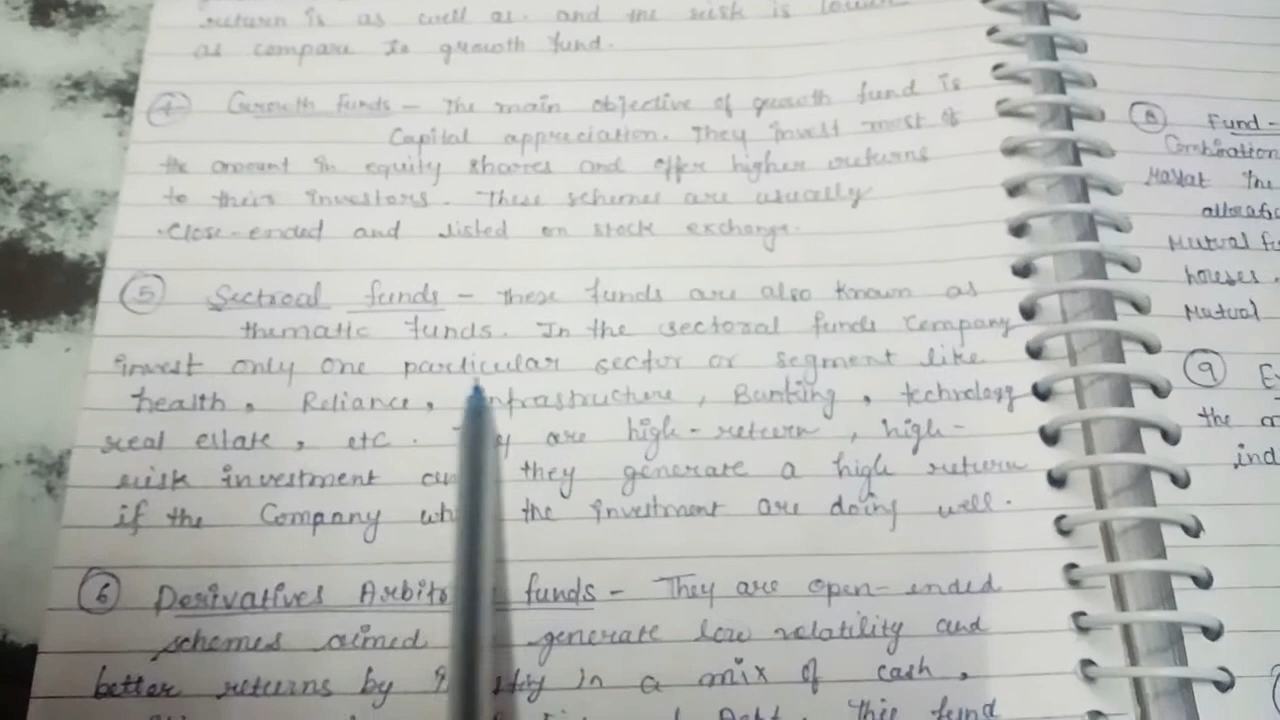 return is as well as. and the risk is lower
as compare to growth fund.
④ Growth Funds - The main objective of growth fund is
Capital appreciation. They invest most of
the amount in equity shares and offer higher returns
to their investors. These schemes are usually
close-ended and listed on stock exchange.
⑤ Sectroal funds - These funds are also known as
thematic funds. In the sectoral funds Company
invest only one particular sector or segment like
health, Reliance, infrastructure, Banking, technology
real estate, etc. are high-return, high-
risk investment they generate a high return
if the Company the investment are doing well.
⑥ Derivatives funds - They are open-ended
schemes aimed generate low volatility and
better returns by in a mix of cash,
Debt. This fund
⑧ Fund -
Combination
the
Mutual
houses
Mutual
⑨
the